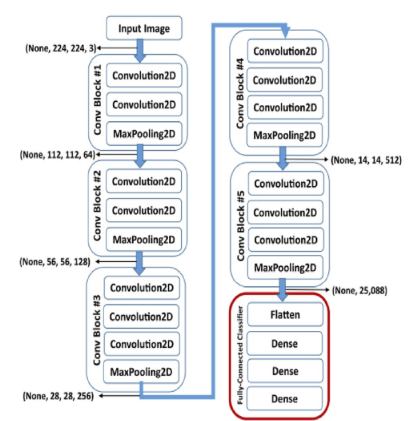 Input Image
(None, 224, 224, 3)
Conv Block #1
Convolution2D
Convolution2D
MaxPooling2D
(None, 112, 112, 64)
Conv Block #2
Convolution2D
Convolution2D
MaxPooling2D
(None, 56, 56, 128)
Conv Block #3
Convolution2D
Convolution2D
Convolution2D
MaxPooling2D
(None, 28, 28, 256)
Conv Block #4
Convolution2D
Convolution2D
Convolution2D
MaxPooling2D
(None, 14, 14, 512)
Conv Block #5
Convolution2D
Convolution2D
Convolution2D
MaxPooling2D
(None, 25,088)
Fully-Connected Classifier
Flatten
Dense
Dense
Dense